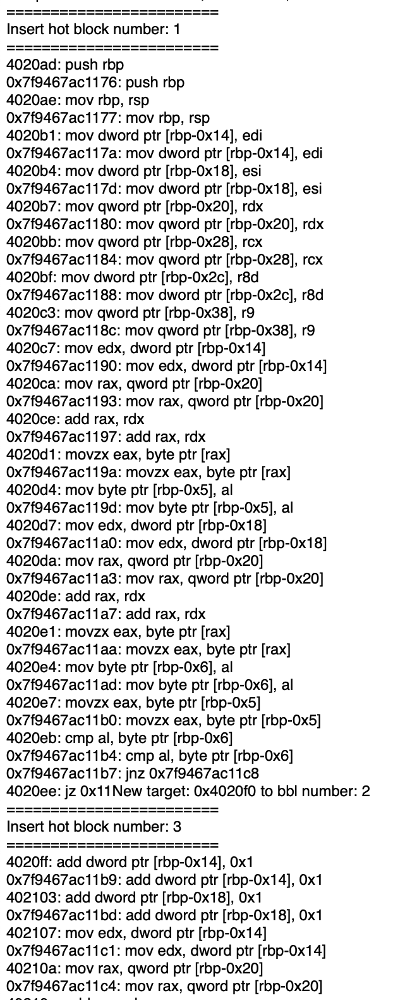 ========================
Insert hot block number: 1
========================
4020ad: push rbp
0x7f9467ac1176: push rbp
4020ae: mov rbp, rsp
0x7f9467ac1177: mov rbp, rsp
4020b1: mov dword ptr [rbp-0x14], edi
0x7f9467ac117a: mov dword ptr [rbp-0x14], edi
4020b4: mov dword ptr [rbp-0x18], esi
0x7f9467ac117d: mov dword ptr [rbp-0x18], esi
4020b7: mov qword ptr [rbp-0x20], rdx
0x7f9467ac1180: mov qword ptr [rbp-0x20], rdx
4020bb: mov qword ptr [rbp-0x28], rcx
0x7f9467ac1184: mov qword ptr [rbp-0x28], rcx
4020bf: mov dword ptr [rbp-0x2c], r8d
0x7f9467ac1188: mov dword ptr [rbp-0x2c], r8d
4020c3: mov qword ptr [rbp-0x38], r9
0x7f9467ac118c: mov qword ptr [rbp-0x38], r9
4020c7: mov edx, dword ptr [rbp-0x14]
0x7f9467ac1190: mov edx, dword ptr [rbp-0x14]
4020ca: mov rax, qword ptr [rbp-0x20]
0x7f9467ac1193: mov rax, qword ptr [rbp-0x20]
4020ce: add rax, rdx
0x7f9467ac1197: add rax, rdx
4020d1: movzx eax, byte ptr [rax]
0x7f9467ac119a: movzx eax, byte ptr [rax]
4020d4: mov byte ptr [rbp-0x5], al
0x7f9467ac119d: mov byte ptr [rbp-0x5], al
4020d7: mov edx, dword ptr [rbp-0x18]
0x7f9467ac11a0: mov edx, dword ptr [rbp-0x18]
4020da: mov rax, qword ptr [rbp-0x20]
0x7f9467ac11a3: mov rax, qword ptr [rbp-0x20]
4020de: add rax, rdx
0x7f9467ac11a7: add rax, rdx
4020e1: movzx eax, byte ptr [rax]
0x7f9467ac11aa: movzx eax, byte ptr [rax]
4020e4: mov byte ptr [rbp-0x6], al
0x7f9467ac11ad: mov byte ptr [rbp-0x6], al
4020e7: movzx eax, byte ptr [rbp-0x5]
0x7f9467ac11b0: movzx eax, byte ptr [rbp-0x5]
4020eb: cmp al, byte ptr [rbp-0x6]
0x7f9467ac11b4: cmp al, byte ptr [rbp-0x6]
0x7f9467ac11b7: jnz 0x7f9467ac11c8
4020ee: jz 0x11New target: 0x4020f0 to bbl number: 2
========================
Insert hot block number: 3
========================
4020ff: add dword ptr [rbp-0x14], 0x1
0x7f9467ac11b9: add dword ptr [rbp-0x14], 0x1
402103: add dword ptr [rbp-0x18], 0x1
0x7f9467ac11bd: add dword ptr [rbp-0x18], 0x1
402107: mov edx, dword ptr [rbp-0x14]
0x7f9467ac11c1: mov edx, dword ptr [rbp-0x14]
40210a: mov rax, qword ptr [rbp-0x20]
0x7f9467ac11c4: mov rax, qword ptr [rbp-0x20]